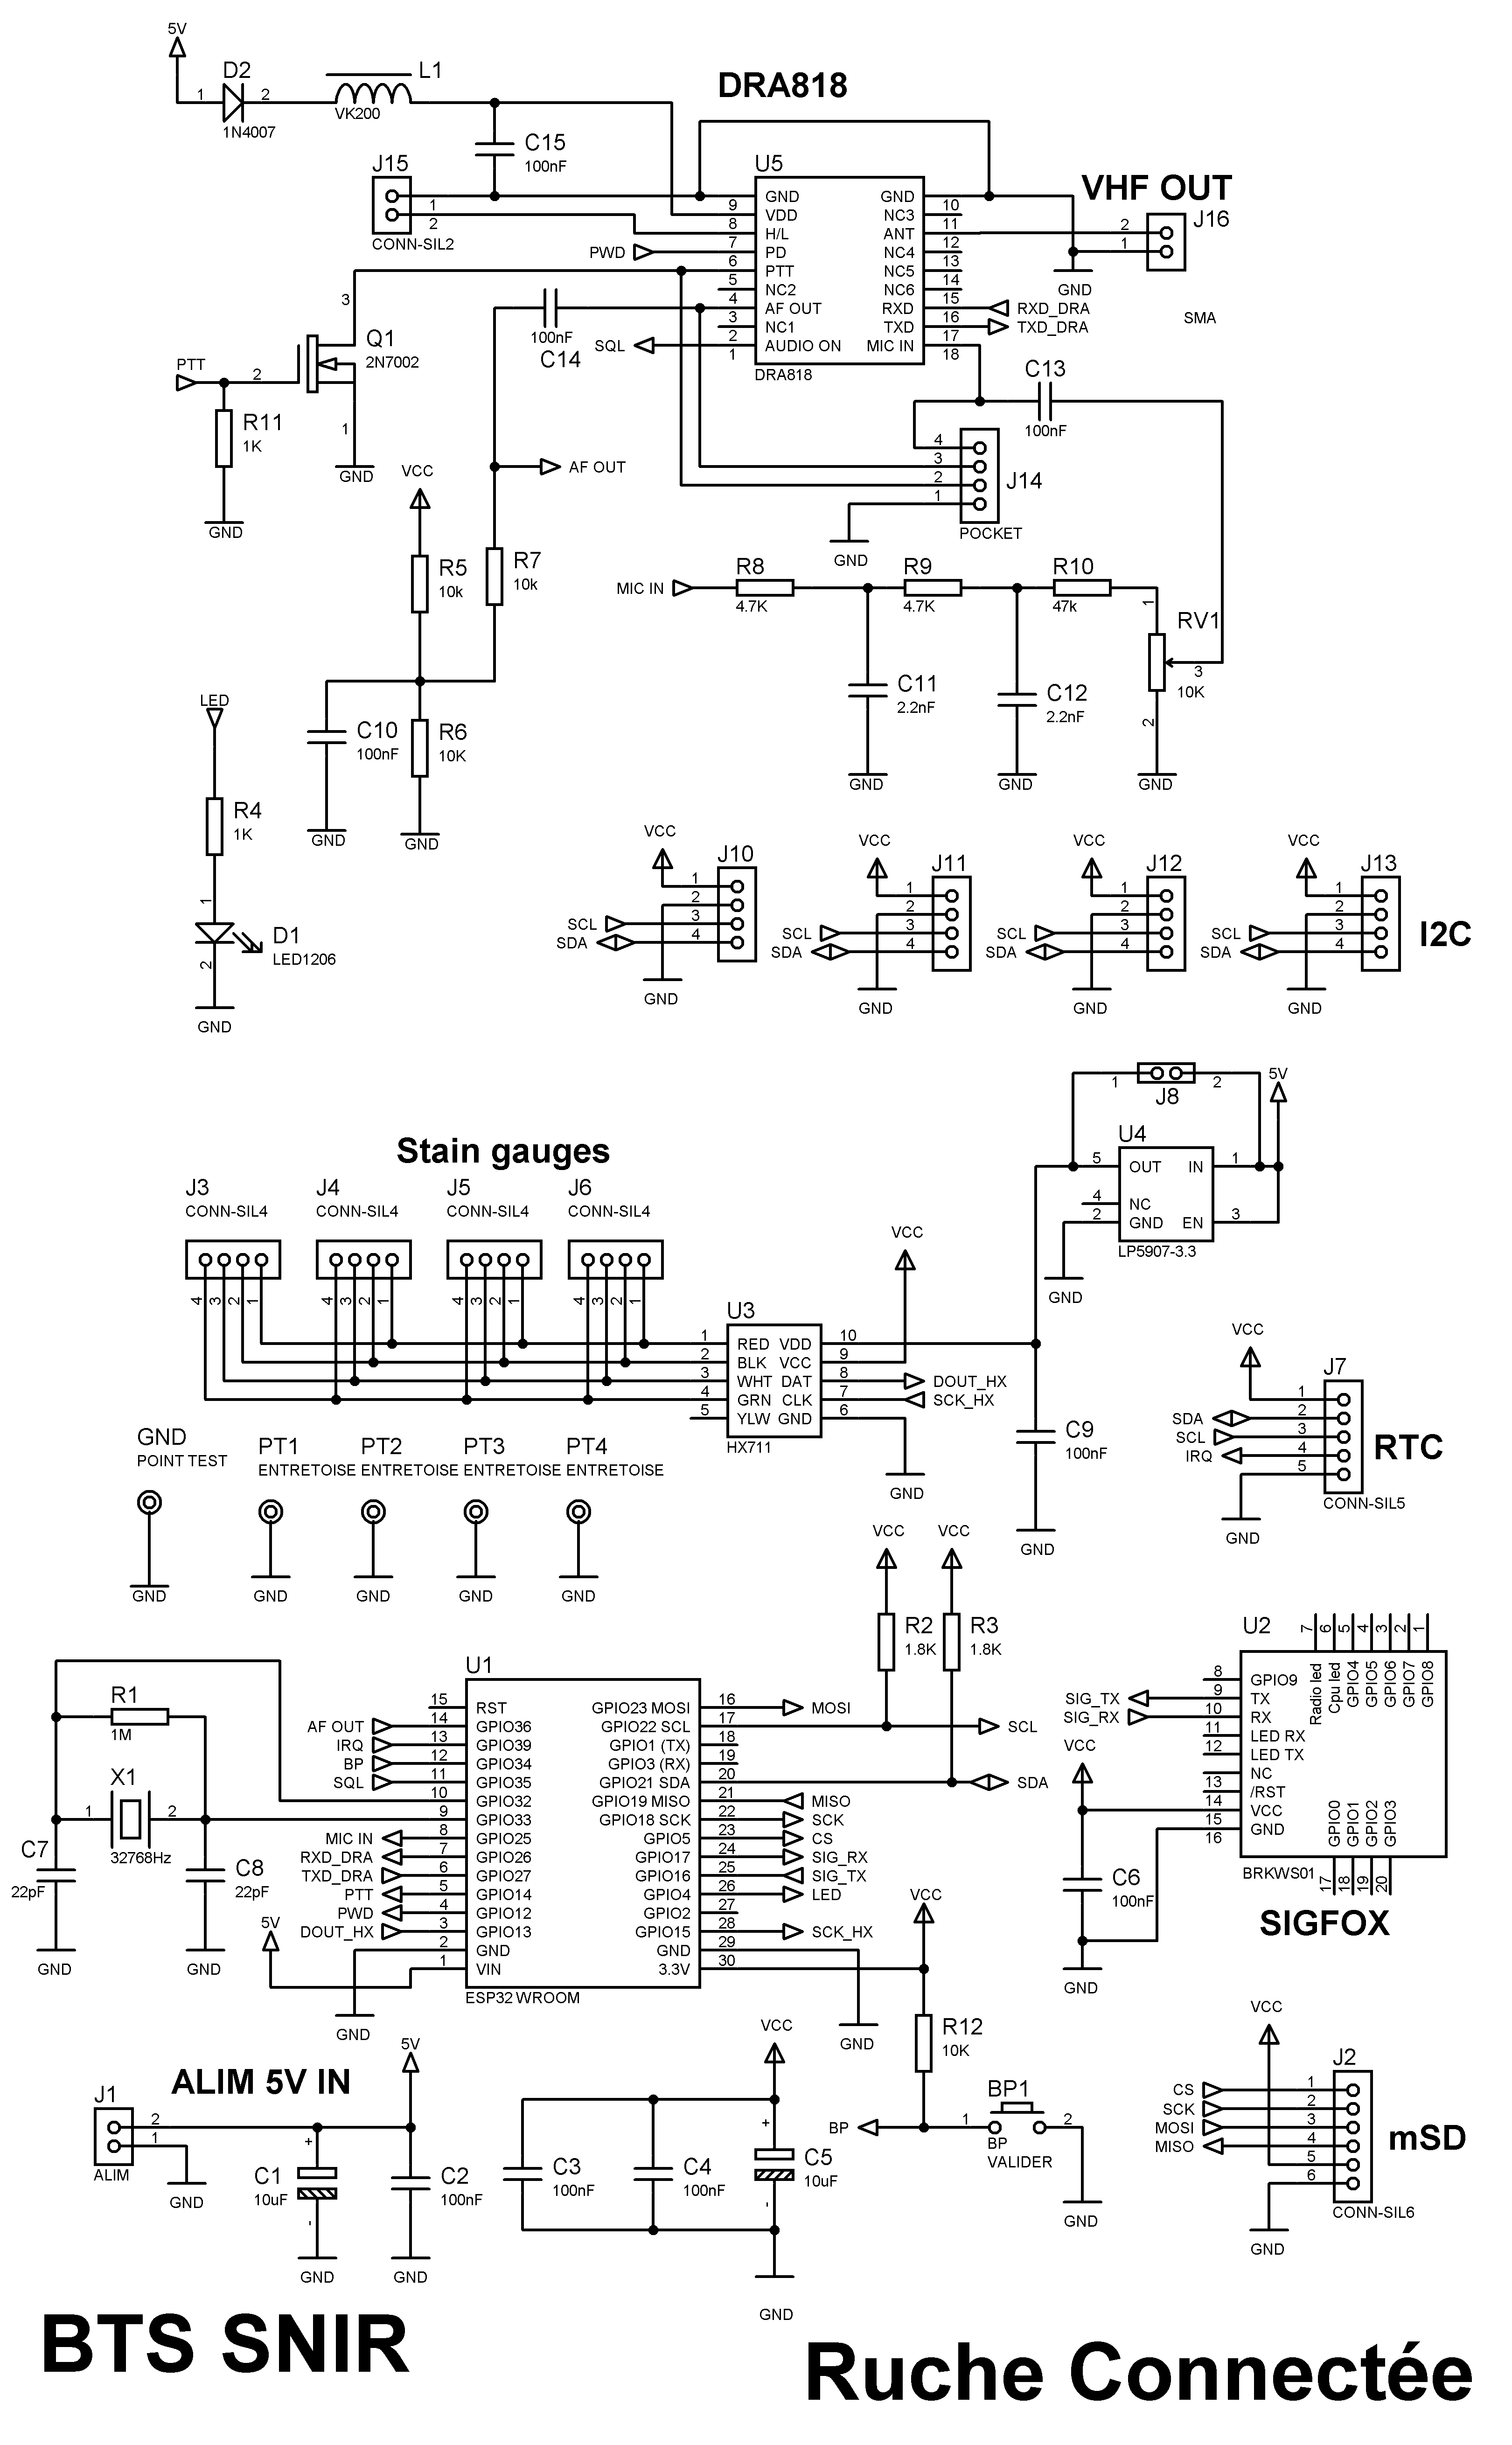 5V
D2
1
2
1N4007
L1
VK200
DRA818
C15
100nF
J15
1
2
CONN-SIL2
U5
GND
VDD
H/L
PD
PTT
NC2
AF OUT
NC1
AUDIO ON
9
8
7
6
5
4
3
2
1
GND
NC3
ANT
NC4
NC5
NC6
RXD
TXD
MIC IN
10
11
12
13
14
15
16
17
18
DRA818
PWD
SQL
RXD_DRA
TXD_DRA
VHF OUT
J16
2
1
GND
SMA
3
Q1
2N7002
PTT
2
1
R11
1K
GND
GND
100nF
C14
AF OUT
C13
100nF
J14
4
3
2
1
POCKET
GND
VCC
R5
10k
R7
10k
C10
100nF
R6
10K
GND
GND
MIC IN
R8
4.7K
R9
4.7K
R10
47k
C11
2.2nF
C12
2.2nF
RV1
1
3
10K
2
GND
GND
GND
LED
R4
1K
1
D1
LED1206
2
GND
VCC
J10
1
2
3
4
SCL
SDA
GND
VCC
J11
1
2
3
4
SCL
SDA
GND
VCC
J12
1
2
3
4
SCL
SDA
GND
VCC
J13
1
2
3
4
SCL
SDA
GND
I2C
1
2
J8
5V
U4
5
OUT
IN
1
4
NC
2
GND
EN
3
LP5907-3.3
GND
Stain gauges
J3
CONN-SIL4
4
3
2
1
J4
CONN-SIL4
4
3
2
1
J5
CONN-SIL4
4
3
2
1
J6
CONN-SIL4
4
3
2
1
VCC
U3
1
RED
VDD
10
2
BLK
VCC
9
3
WHT
DAT
8
DOUT_HX
4
GRN
CLK
7
SCK_HX
5
YLW
GND
6
HX711
GND
C9
100nF
GND
VCC
J7
1
2
3
4
5
SDA
SCL
IRQ
RTC
CONN-SIL5
GND
GND
POINT TEST
GND
PT1
ENTRETOISE
GND
PT2
ENTRETOISE
GND
PT3
ENTRETOISE
GND
PT4
ENTRETOISE
GND
VCC
VCC
R2
1.8K
R3
1.8K
U1
15
RST
AF OUT
14
GPIO36
IRQ
13
GPIO39
BP
12
GPIO34
SQL
11
GPIO35
10
GPIO32
9
GPIO33
MIC IN
8
GPIO25
RXD_DRA
7
GPIO26
TXD_DRA
6
GPIO27
PTT
5
GPIO14
PWD
4
GPIO12
DOUT_HX
3
GPIO13
2
GND
1
VIN
GPIO23 MOSI
16
MOSI
GPIO22 SCL
17
SCL
GPIO1 (TX)
18
GPIO3 (RX)
19
GPIO21 SDA
20
SDA
GPIO19 MISO
21
MISO
GPIO18 SCK
22
SCK
GPIO5
23
CS
GPIO17
24
SIG_RX
GPIO16
25
SIG_TX
GPIO4
26
LED
GPIO2
27
GPIO15
28
SCK_HX
GND
29
3.3V
30
ESP32 WROOM
R1
1M
X1
1
2
32768Hz
C7
22pF
C8
22pF
GND
GND
5V
GND
GND
U2
7
6
5
4
3
2
1
Radio led
Cpu led
GPIO4
GPIO5
GPIO6
GPIO7
GPIO8
8
GPIO9
SIG_TX
9
TX
SIG_RX
10
RX
11
LED RX
12
LED TX
NC
13
/RST
14
VCC
15
GND
16
GPIO0
GPIO1
GPIO2
GPIO3
17
18
19
20
BRKWS01
VCC
C6
100nF
GND
SIGFOX
VCC
R12
10K
BP
1
BP1
2
BP
VALIDER
GND
ALIM 5V IN
J1
2
1
ALIM
GND
5V
+
C1
10uF
-
GND
C2
100nF
GND
VCC
C3
100nF
C4
100nF
+
C5
10uF
-
GND
VCC
J2
CS
1
SCK
2
MOSI
3
MISO
4
5
6
mSD
CONN-SIL6
GND
BTS SNIR
Ruche Connectée